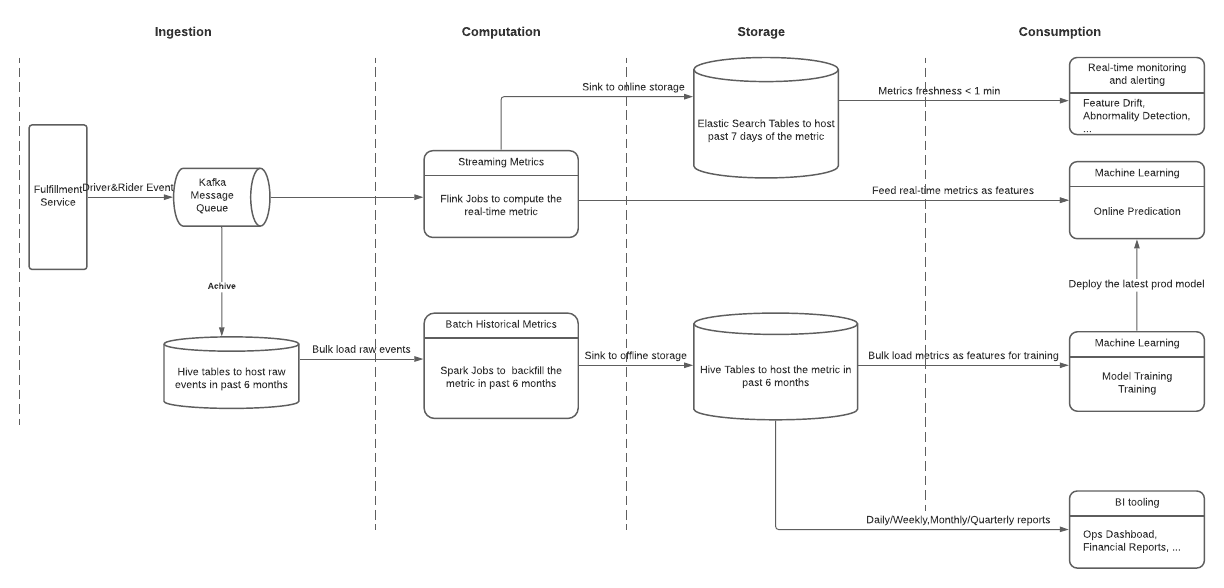 Ingestion
Computation
Storage
Consumption
Fulfillment
Service
Driver&Rider Event
Kafka
Message
Queue
Achive
Hive tables to host raw
events in past 6 months
Bulk load raw events
Streaming Metrics
Flink Jobs to compute the
real-time metric
Batch Historical Metrics
Spark Jobs to backfill the
metric in past 6 months
Sink to online storage
Sink to offline storage
Elastic Search Tables to host
past 7 days of the metric
Hive Tables to host the metric in
past 6 months
Metrics freshness < 1 min
Feed real-time metrics as features
Bulk load metrics as features for training
Daily/Weekly,Monthly/Quarterly reports
Real-time monitoring
and alerting
Feature Drift,
Abnormality Detection,
...
Machine Learning
Online Predication
Deploy the latest prod model
Machine Learning
Model Training
Training
BI tooling
Ops Dashboad,
Financial Reports, ...